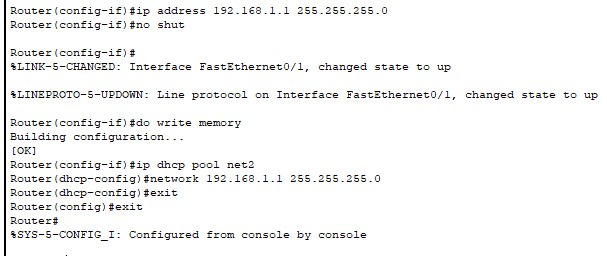 Router(config-if)#ip address 192.168.1.1 255.255.255.0
Router(config-if)#no shut
Router(config-if)#
%LINK-5-CHANGED: Interface FastEthernet0/1, changed state to up
%LINEPROTO-5-UPDOWN: Line protocol on Interface FastEthernet0/1, changed state to up
Router(config-if)#do write memory
Building configuration...
[OK]
Router(config-if)#ip dhcp pool net2
Router(dhcp-config)#network 192.168.1.1 255.255.255.0
Router(dhcp-config)#exit
Router(config)#exit
Router#
%SYS-5-CONFIG_I: Configured from console by console